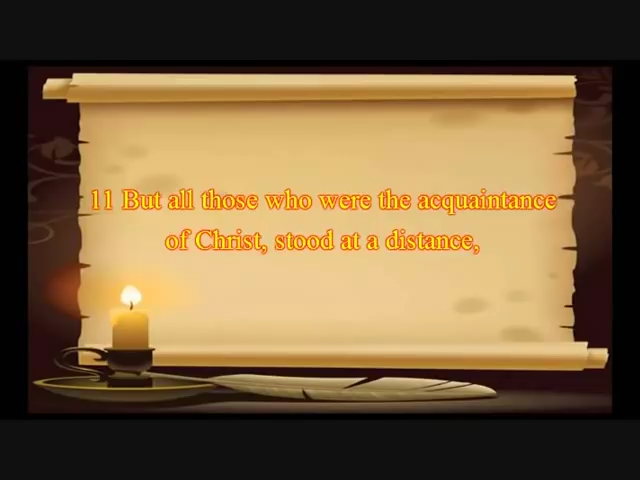 11 But all those who were the acquaintance
of Christ, stood at a distance,